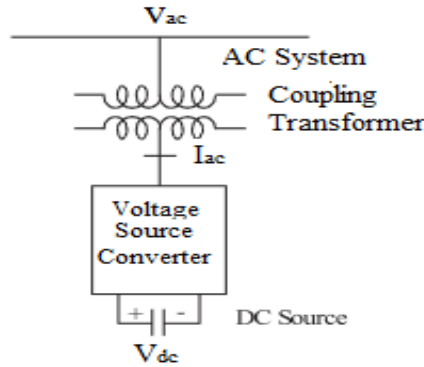 Vac
AC System
Coupling
Transformer
Iac
Voltage
Source
Converter
+ -
DC Source
Vdc